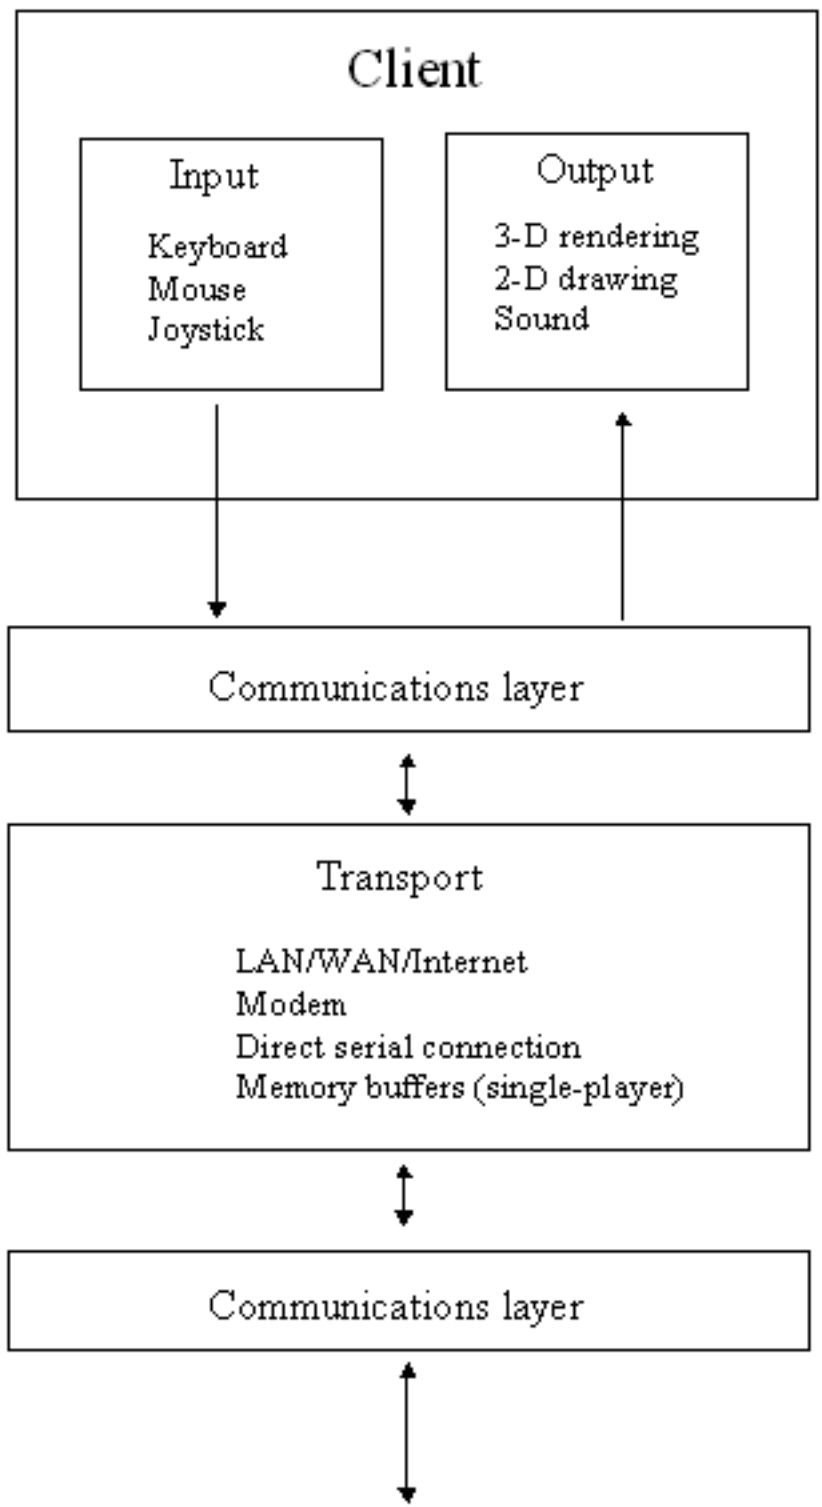 Client
Input
Keyboard
Mouse
Joystick
Output
3-D rendering
2-D drawing
Sound
Communications layer
Transport
LAN/WAN/Internet
Modem
Direct serial connection
Memory buffers (single-player)
Communications layer